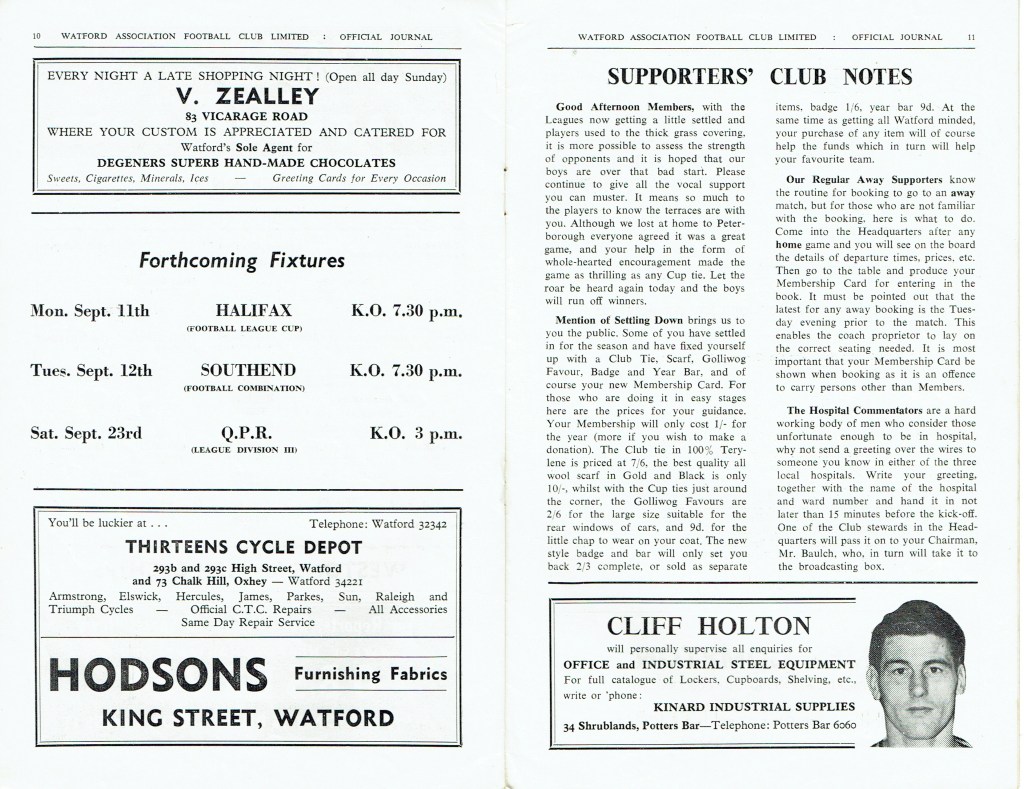 10 WATFORD ASSOCIATION FOOTBALL CLUB LIMITED : OFFICIAL JOURNAL
EVERY NIGHT A LATE SHOPPING NIGHT! (Open all day Sunday)
V. ZEALLEY
83 VICARAGE ROAD
WHERE YOUR CUSTOM IS APPRECIATED AND CATERED FOR
Watford's Sole Agent for
DEGENERS SUPERB HAND-MADE CHOCOLATES
Sweets, Cigarettes, Minerals, Ices — Greeting Cards for Every Occasion
Forthcoming Fixtures
Mon. Sept. 11th HALIFAX K.O. 7.30 p.m.
(FOOTBALL LEAGUE CUP)
Tues. Sept. 12th SOUTHEND K.O. 7.30 p.m.
(FOOTBALL COMBINATION)
Sat. Sept. 23rd Q.P.R. K.O. 3 p.m.
(LEAGUE DIVISION III)
You'll be luckier at . . . Telephone: Watford 32342
THIRTEENS CYCLE DEPOT
293b and 293c High Street, Watford
and 73 Chalk Hill, Oxhey — Watford 34221
Armstrong, Elswick, Hercules, James, Parkes, Sun, Raleigh and
Triumph Cycles — Official C.T.C. Repairs — All Accessories
Same Day Repair Service
HODSONS Furnishing Fabrics
KING STREET, WATFORD
WATFORD ASSOCIATION FOOTBALL CLUB LIMITED : OFFICIAL JOURNAL 11
SUPPORTERS' CLUB NOTES
Good Afternoon Members, with the
Leagues now getting a little settled and
players used to the thick grass covering,
it is more possible to assess the strength
of opponents and it is hoped that our
boys are over that bad start. Please
continue to give all the vocal support
you can muster. It means so much to
the players to know the terraces are with
you. Although we lost at home to Peter-
borough everyone agreed it was a great
game, and your help in the form of
whole-hearted encouragement made the
game as thrilling as any Cup tie. Let the
roar be heard again today and the boys
will run off winners.
Mention of Settling Down brings us to
you the public. Some of you have settled
in for the season and have fixed yourself
up with a Club Tie, Scarf, Golliwog
Favour, Badge and Year Bar, and of
course your new Membership Card. For
those who are doing it in easy stages
here are the prices for your guidance.
Your Membership will only cost 1/- for
the year (more if you wish to make a
donation). The Club tie in 100% Tery-
lene is priced at 7/6, the best quality all
wool scarf in Gold and Black is only
10/-, whilst with the Cup ties just around
the corner, the Golliwog Favours are
2/6 for the large size suitable for the
rear windows of cars, and 9d. for the
little chap to wear on your coat. The new
style badge and bar will only set you
back 2/3 complete, or sold as separate
items, badge 1/6, year bar 9d. At the
same time as getting all Watford minded,
your purchase of any item will of course
help the funds which in turn will help
your favourite team.
Our Regular Away Supporters know
the routine for booking to go to an away
match, but for those who are not familiar
with the booking, here is what to do.
Come into the Headquarters after any
home game and you will see on the board
the details of departure times, prices, etc.
Then go to the table and produce your
Membership Card for entering in the
book. It must be pointed out that the
latest for any away booking is the Tues-
day evening prior to the match. This
enables the coach proprietor to lay on
the correct seating needed. It is most
important that your Membership Card be
shown when booking as it is an offence
to carry persons other than Members.
The Hospital Commentators are a hard
working body of men who consider those
unfortunate enough to be in hospital,
why not send a greeting over the wires to
someone you know in either of the three
local hospitals. Write your greeting,
together with the name of the hospital
and ward number and hand it in not
later than 15 minutes before the kick-off.
One of the Club stewards in the Head-
quarters will pass it on to your Chairman,
Mr. Baulch, who, in turn will take it to
the broadcasting box.
CLIFF HOLTON
will personally supervise all enquiries for
OFFICE and INDUSTRIAL STEEL EQUIPMENT
For full catalogue of Lockers, Cupboards, Shelving, etc.,
write or 'phone:
KINARD INDUSTRIAL SUPPLIES
34 Shrublands, Potters Bar—Telephone: Potters Bar 6060